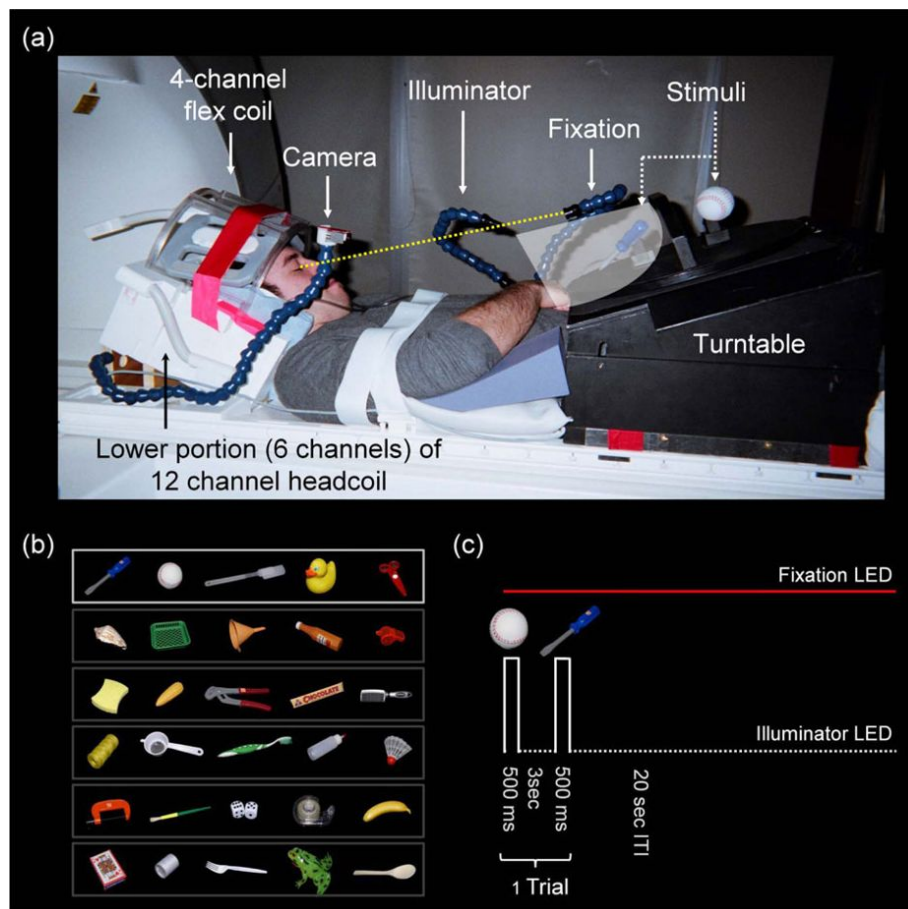 (a)
4-channel
flex coil
Camera
Illuminator
Fixation
Stimuli
Turntable
Lower portion (6 channels) of
12 channel headcoil
(b)
CHOCOLATE
(c)
Fixation LED
Illuminator LED
500 ms
3sec
500 ms
20 sec ITI
1 Trial